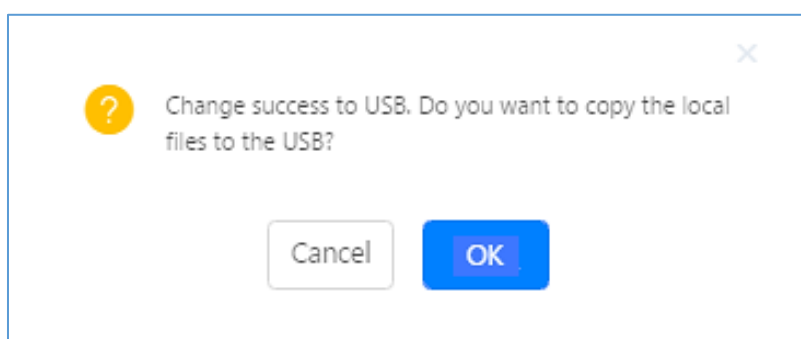 Change success to USB. Do you want to copy the local
files to the USB?
Cancel
OK